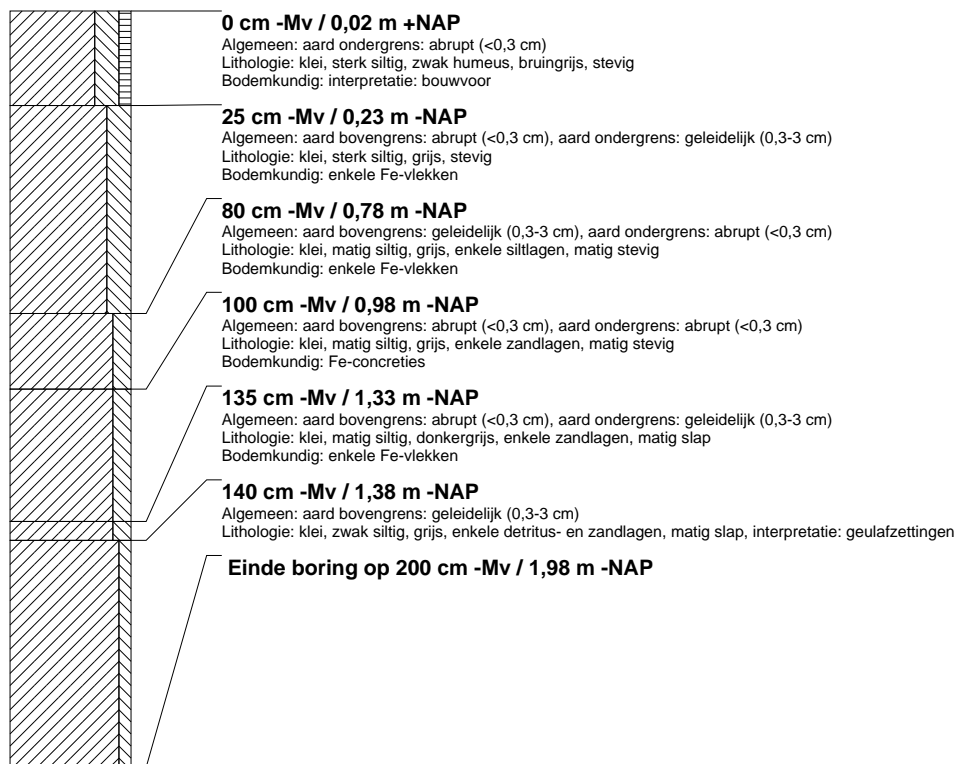 0 cm -Mv / 0,02 m +NAP
Algemeen: aard ondergrens: abrupt (<0,3 cm)
Lithologie: klei, sterk siltig, zwak humeus, bruingrijs, stevig
Bodemkundig: interpretatie: bouwvoor
25 cm -Mv / 0,23 m -NAP
Algemeen: aard bovengrens: abrupt (<0,3 cm), aard ondergrens: geleidelijk (0,3-3 cm)
Lithologie: klei, sterk siltig, grijs, stevig
Bodemkundig: enkele Fe-vlekken
80 cm -Mv / 0,78 m -NAP
Algemeen: aard bovengrens: geleidelijk (0,3-3 cm), aard ondergrens: abrupt (<0,3 cm)
Lithologie: klei, matig siltig, grijs, enkele siltlagen, matig stevig
Bodemkundig: enkele Fe-vlekken
100 cm -Mv / 0,98 m -NAP
Algemeen: aard bovengrens: abrupt (<0,3 cm), aard ondergrens: abrupt (<0,3 cm)
Lithologie: klei, matig siltig, grijs, enkele zandlagen, matig stevig
Bodemkundig: Fe-concreties
135 cm -Mv / 1,33 m -NAP
Algemeen: aard bovengrens: abrupt (<0,3 cm), aard ondergrens: geleidelijk (0,3-3 cm)
Lithologie: klei, matig siltig, donkergrijs, enkele zandlagen, matig slap
Bodemkundig: enkele Fe-vlekken
140 cm -Mv / 1,38 m -NAP
Algemeen: aard bovengrens: geleidelijk (0,3-3 cm)
Lithologie: klei, zwak siltig, grijs, enkele detritus- en zandlagen, matig slap, interpretatie: geulafzettingen
Einde boring op 200 cm -Mv / 1,98 m -NAP